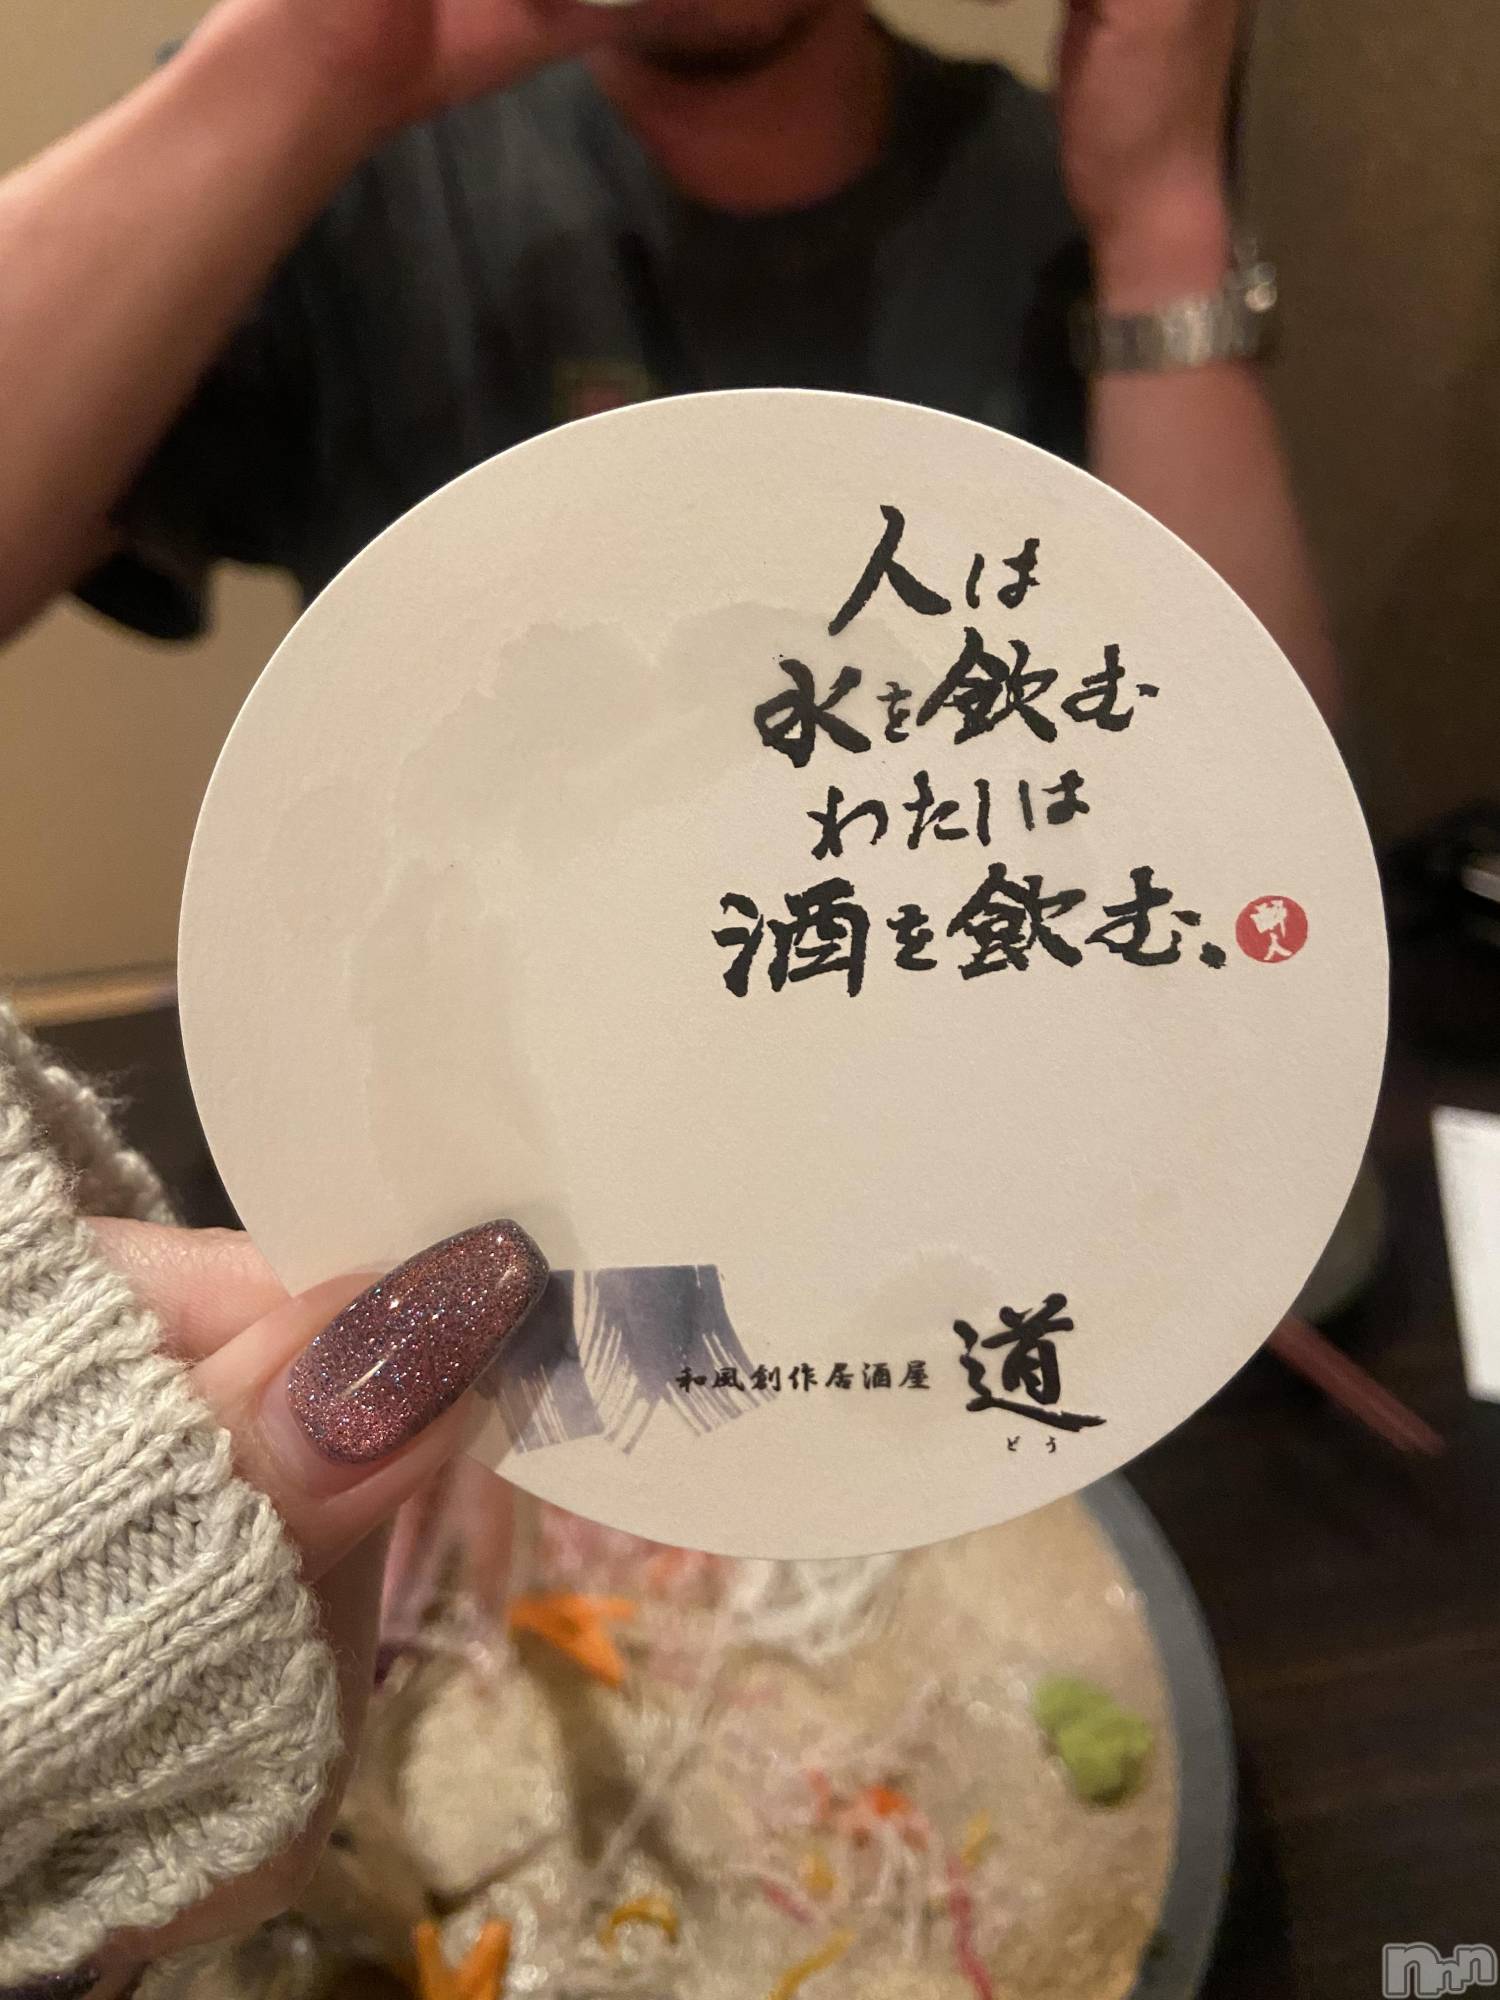 人は
水を飲む
わたしは
酒を飲む。
和風創作居酒屋 道
どう